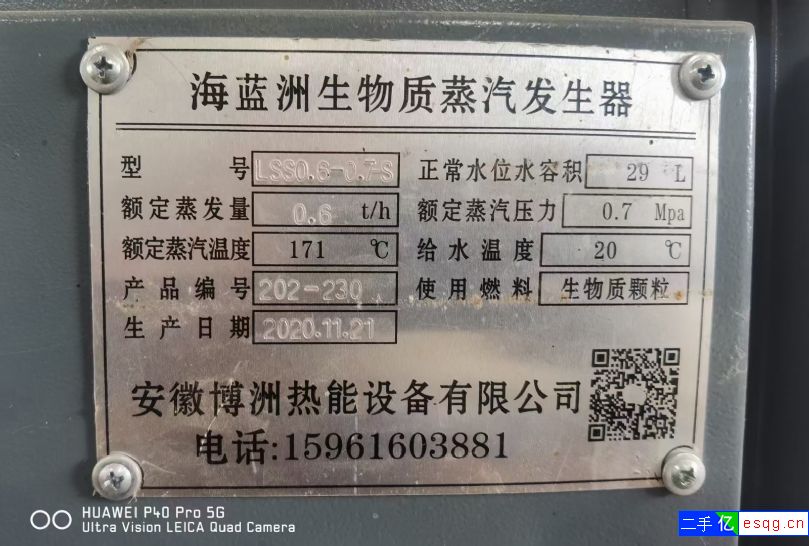 海蓝洲生物质蒸汽发生器
型 号 LSS0.6-0.7-S 正常水位水容积 29 L
额定蒸发量 0.6 t/h 额定蒸汽压力 0.7 Mpa
额定蒸汽温度 171 ℃ 给水温度 20 ℃
产品编号 202-230 使用燃料 生物质颗粒
生产日期 2020.11.21
安徽博洲热能设备有限公司
电话:15961603881
HUAWEI P40 Pro 5G
Ultra Vision LEICA Quad Camera
二手亿 esqg.cn